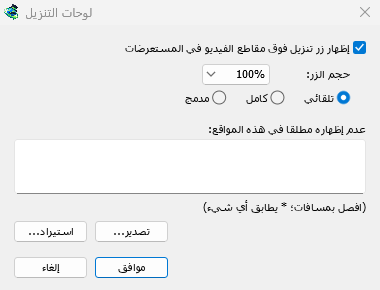 لوحات التنزيل
إظهار زر تنزيل فوق مقاطع الفيديو في المستعرضات
حجم الزر: 100%
تلقائي كامل مدمج
عدم إظهاره مطلقا في هذه المواقع:
(افصل بمسافات؛ * يطابق أي شيء)
تصدير... استيراد...
موافق إلغاء